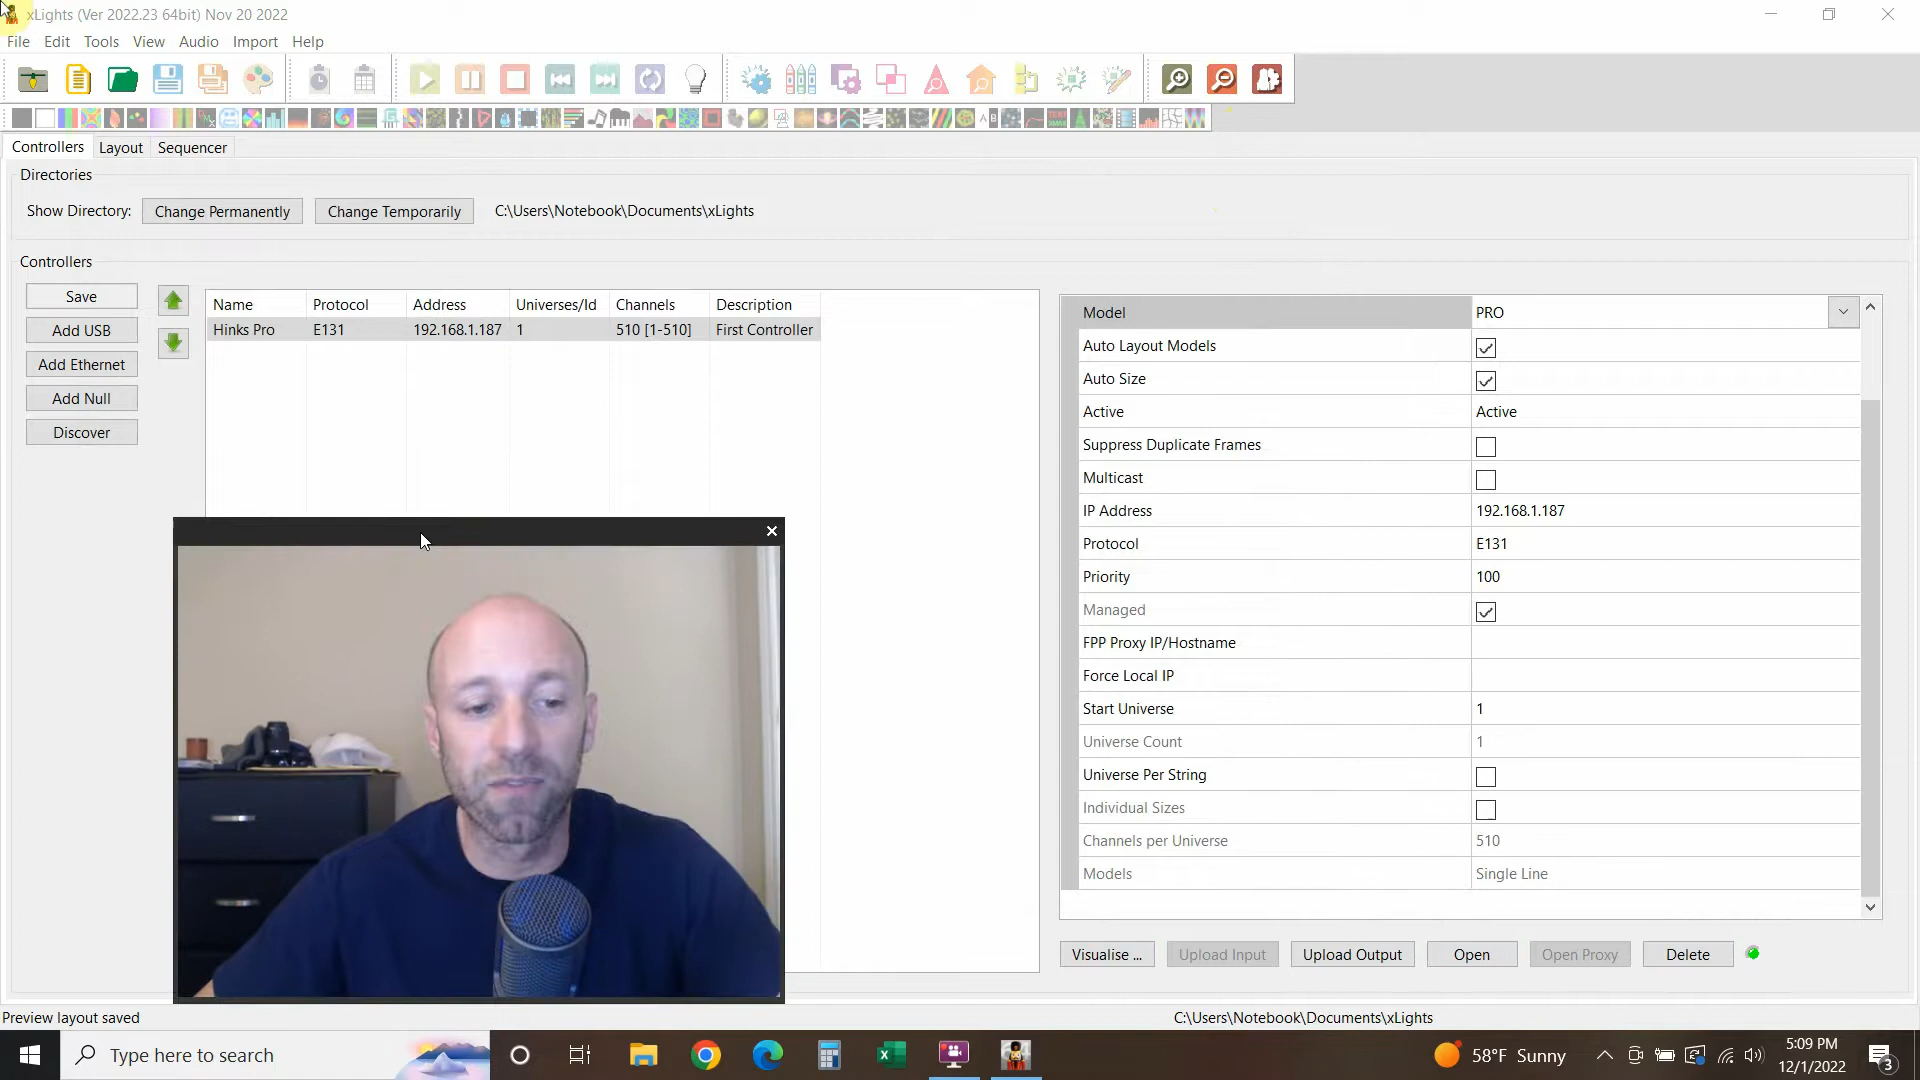 xLights (Ver 2022.23 64bit) Nov 20 2022
File Edit Tools View Audio Import Help
Controllers Layout Sequencer
Directories
Show Directory: Change Permanently Change Temporarily C:\Users\Notebook\Documents\xLights
Controllers
Save
Add USB
Add Ethernet
Add Null
Discover
Name Protocol Address Universes/Id Channels Description
Hinks Pro E131 192.168.1.187 1 510 [1-510] First Controller
Model PRO
Auto Layout Models
Auto Size
Active Active
Suppress Duplicate Frames
Multicast
IP Address 192.168.1.187
Protocol E131
Priority 100
Managed
FPP Proxy IP/Hostname
Force Local IP
Start Universe 1
Universe Count 1
Universe Per String
Individual Sizes
Channels per Universe 510
Models Single Line
Visualise ... Upload Input Upload Output Open Open Proxy Delete
Preview layout saved C:\Users\Notebook\Documents\xLights
Type here to search
58°F Sunny
5:09 PM
12/1/2022
3